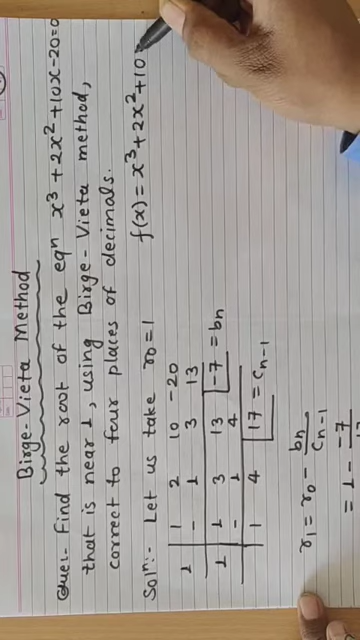 Birge-Vieta Method
Que:- Find the root of the eqn x³ + 2x² + 10x - 20 = 0
that is near 1, using Birge-Vieta method,
correct to four places of decimals.
Soln:- Let us take r0 = 1
f(x) = x³ + 2x² + 10
1 | 1 2 10 -20
- 1 3 13
1 | 1 3 13 -7 = bn
- 1 4
1 4 17 = Cn-1
r1 = r0 - bn / Cn-1
= 1 - -7 /